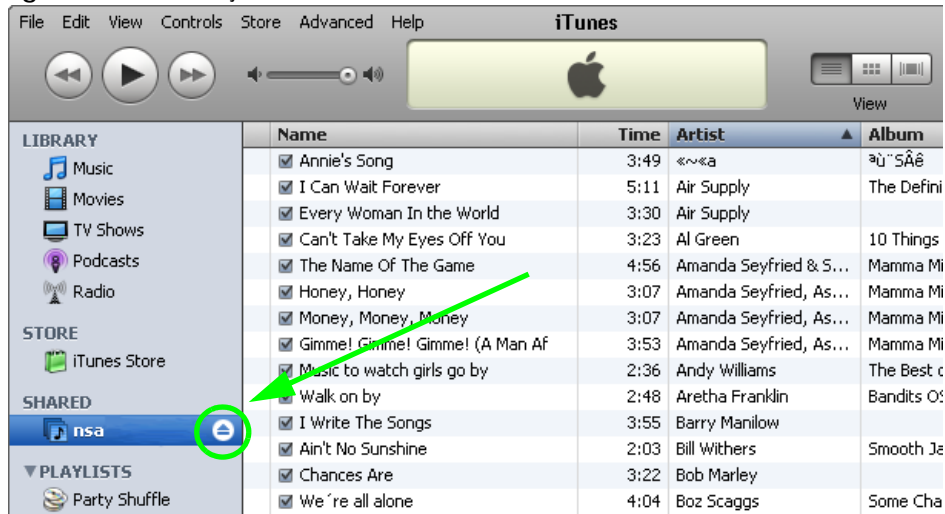 File Edit View Controls Store Advanced Help iTunes
View
LIBRARY
Music
Movies
TV Shows
Podcasts
Radio
STORE
iTunes Store
SHARED
nsa
PLAYLISTS
Party Shuffle
Name Time Artist Album
Annie's Song 3:49 «~«a ªù¨SÂê
I Can Wait Forever 5:11 Air Supply The Defini
Every Woman In the World 3:30 Air Supply
Can't Take My Eyes Off You 3:23 Al Green 10 Things
The Name Of The Game 4:56 Amanda Seyfried & S... Mamma Mi
Honey, Honey 3:07 Amanda Seyfried, As... Mamma Mi
Money, Money, Money 3:07 Amanda Seyfried, As... Mamma Mi
Gimme! Gimme! Gimme! (A Man Af 3:53 Amanda Seyfried, As... Mamma Mi
Music to watch girls go by 2:36 Andy Williams The Best
Walk on by 2:48 Aretha Franklin Bandits OS
I Write The Songs 3:55 Barry Manilow
Ain't No Sunshine 2:03 Bill Withers Smooth Ja
Chances Are 3:22 Bob Marley
We´re all alone 4:04 Boz Scaggs Some Cha